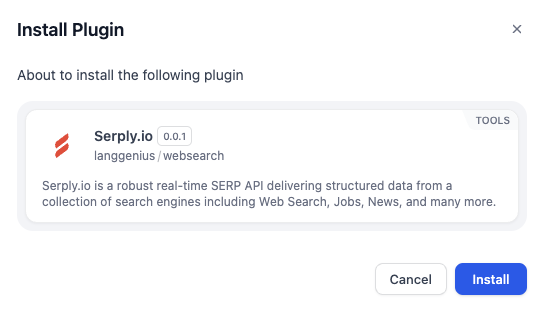 Install Plugin
About to install the following plugin
TOOLS
Serply.io 0.0.1
langgenius / websearch
Serply.io is a robust real-time SERP API delivering structured data from a
collection of search engines including Web Search, Jobs, News, and many more.
Cancel Install